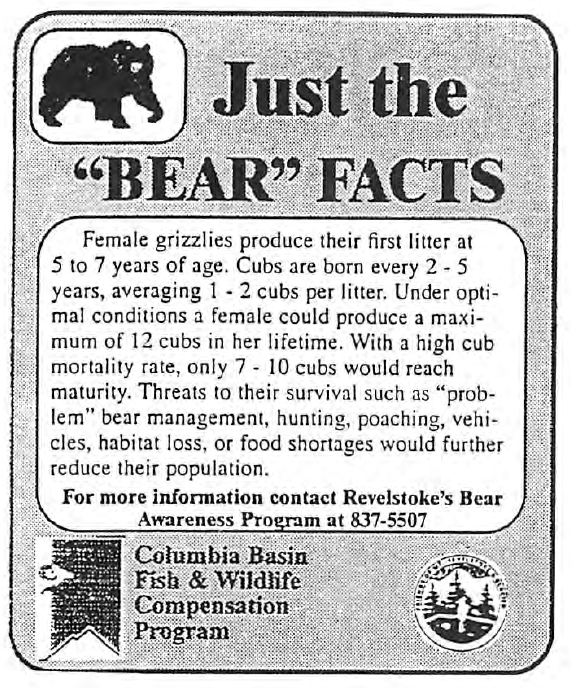 Just the
“BEAR” FACTS
Female grizzlies produce their first litter at
5 to 7 years of age. Cubs are born every 2 - 5
years, averaging 1 - 2 cubs per litter. Under opti-
mal conditions a female could produce a maxi-
mum of 12 cubs in her lifetime. With a high cub
mortality rate, only 7 - 10 cubs would reach
maturity. Threats to their survival such as “prob-
lem” bear management, hunting, poaching, vehi-
cles, habitat loss, or food shortages would further
reduce their population.
For more information contact Revelstoke's Bear
Awareness Program at 837-5507
Columbia Basin
Fish & Wildlife
Compensation
Program